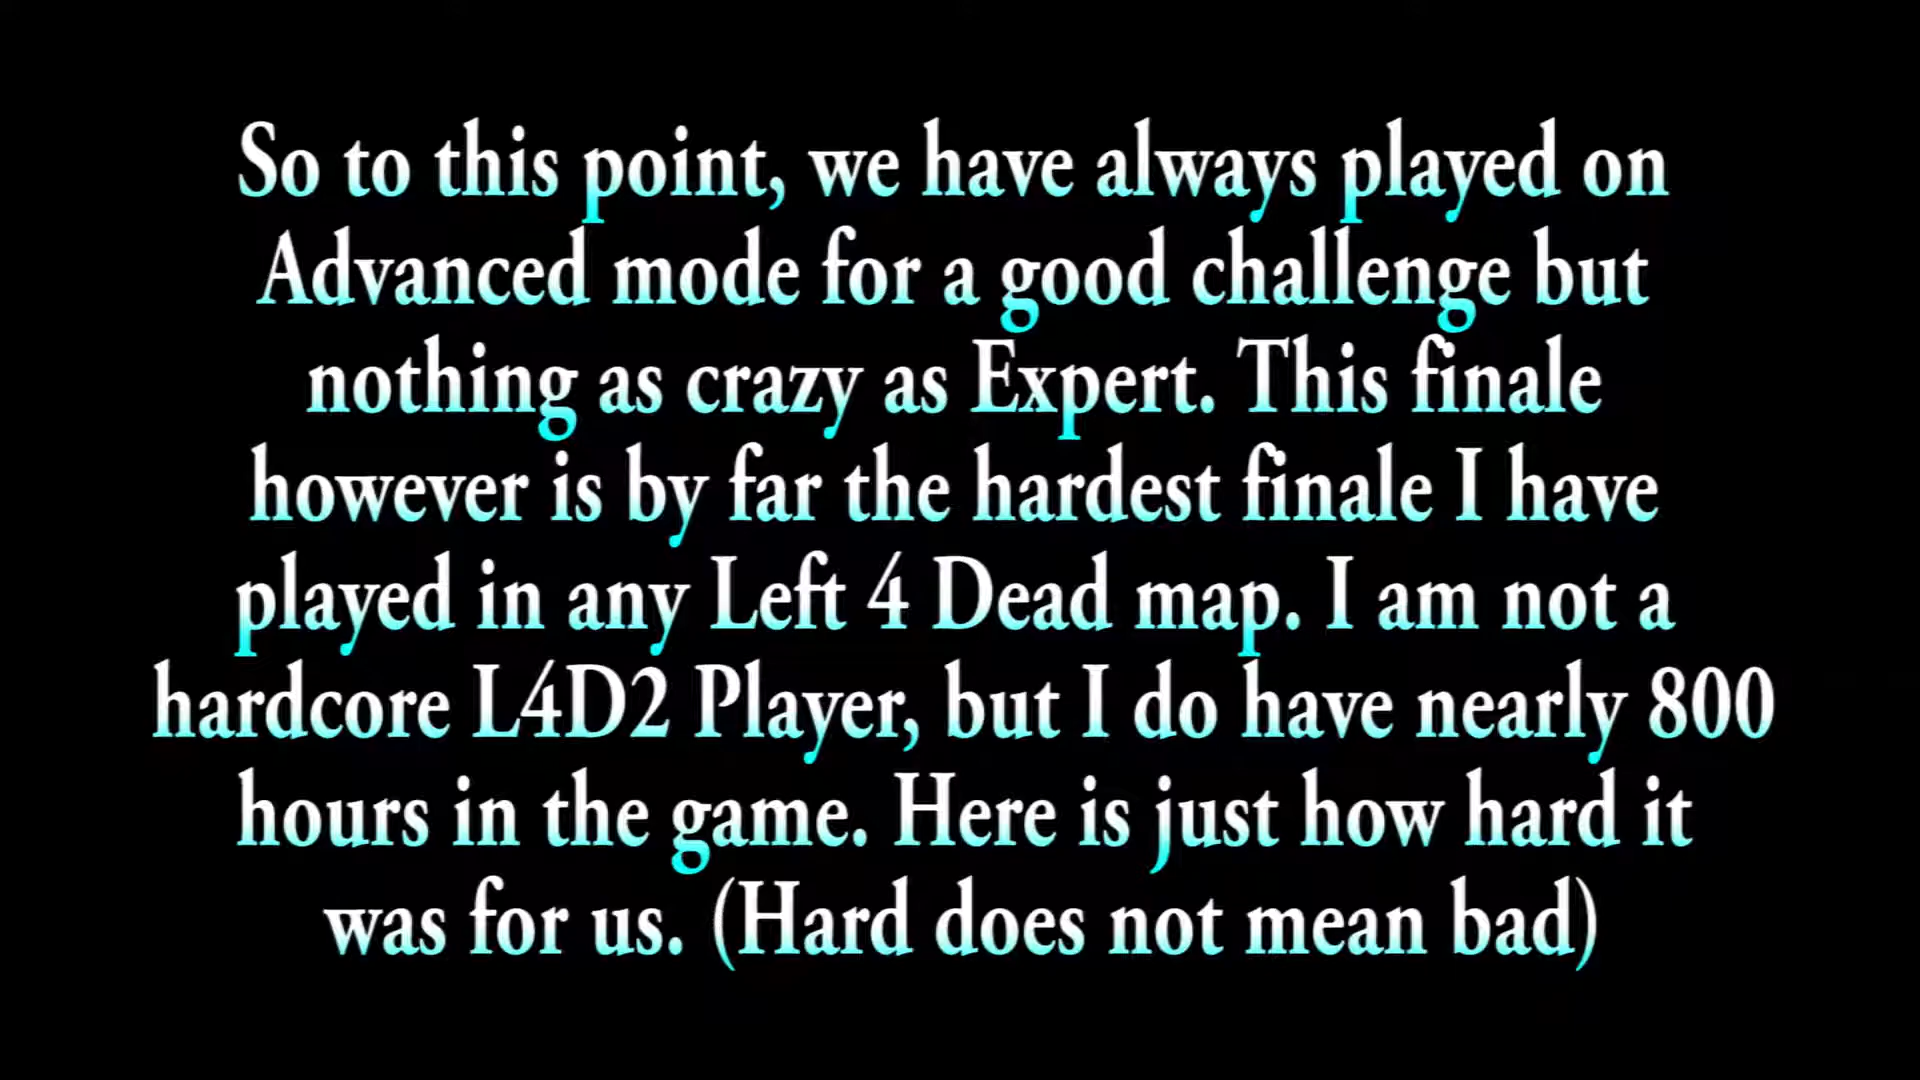 So to this point, we have always played on
Advanced mode for a good challenge but
nothing as crazy as Expert. This finale
however is by far the hardest finale I have
played in any Left 4 Dead map. I am not a
hardcore L4D2 Player, but I do have nearly 800
hours in the game. Here is just how hard it
was for us. (Hard does not mean bad)